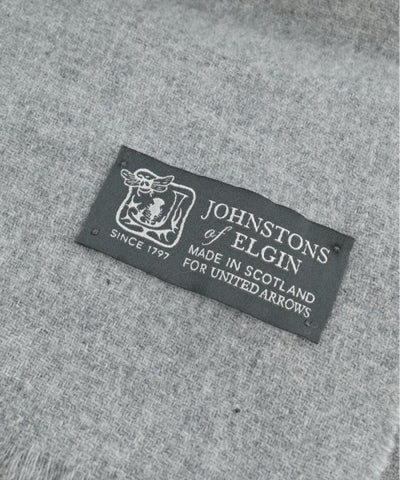 SINCE 1797
JOHNSTONS
of ELGIN
MADE IN SCOTLAND
FOR UNITED ARROWS